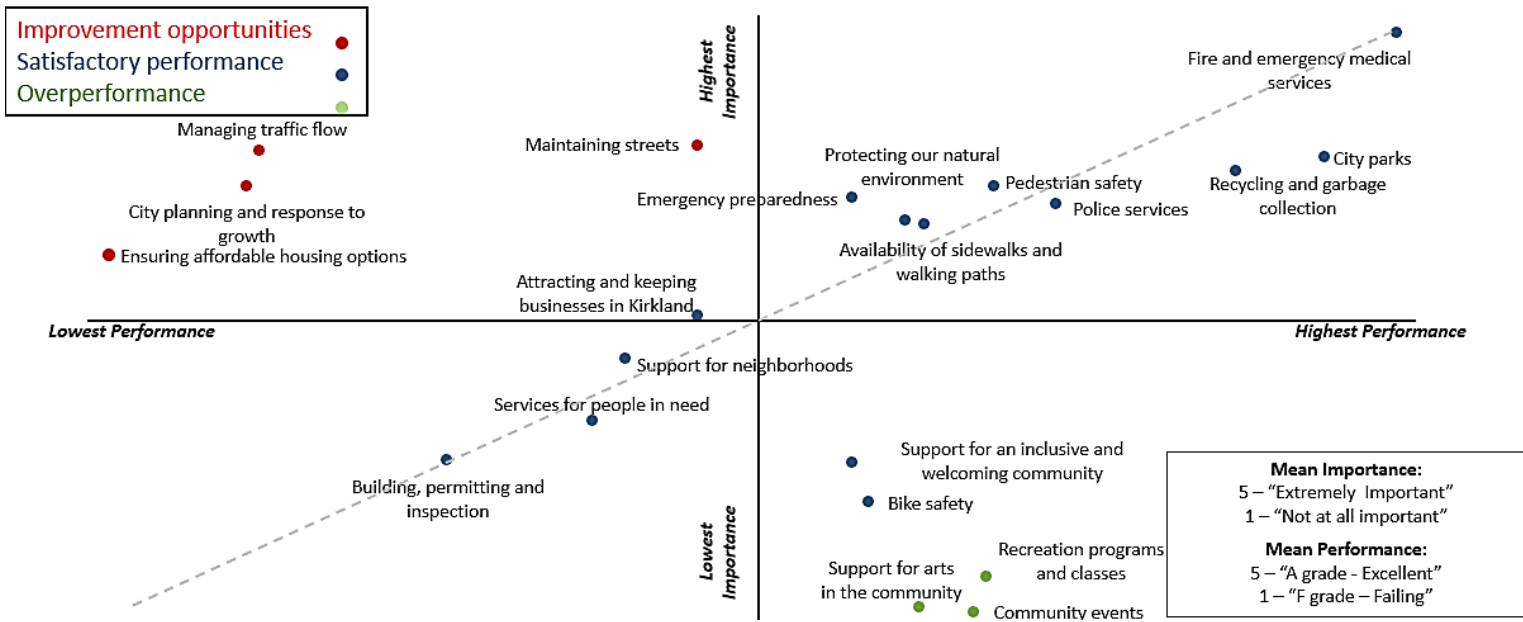 Improvement opportunities
Satisfactory performance
Overperformance
Highest
Importance
Fire and emergency medical
services
Managing traffic flow
Maintaining streets
Protecting our natural
environment
City parks
Pedestrian safety
Recycling and garbage
collection
Emergency preparedness
Police services
City planning and response to
growth
Ensuring affordable housing options
Availability of sidewalks and
walking paths
Attracting and keeping
businesses in Kirkland
Lowest Performance
Highest Performance
Support for neighborhoods
Services for people in need
Building, permitting and
inspection
Support for an inclusive and
welcoming community
Bike safety
Lowest
Importance
Recreation programs
and classes
Support for arts
in the community
Community events
Mean Importance:
5 – “Extremely  Important”
1 – “Not at all important”
Mean Performance:
5 – “A grade - Excellent”
1 – “F grade – Failing”